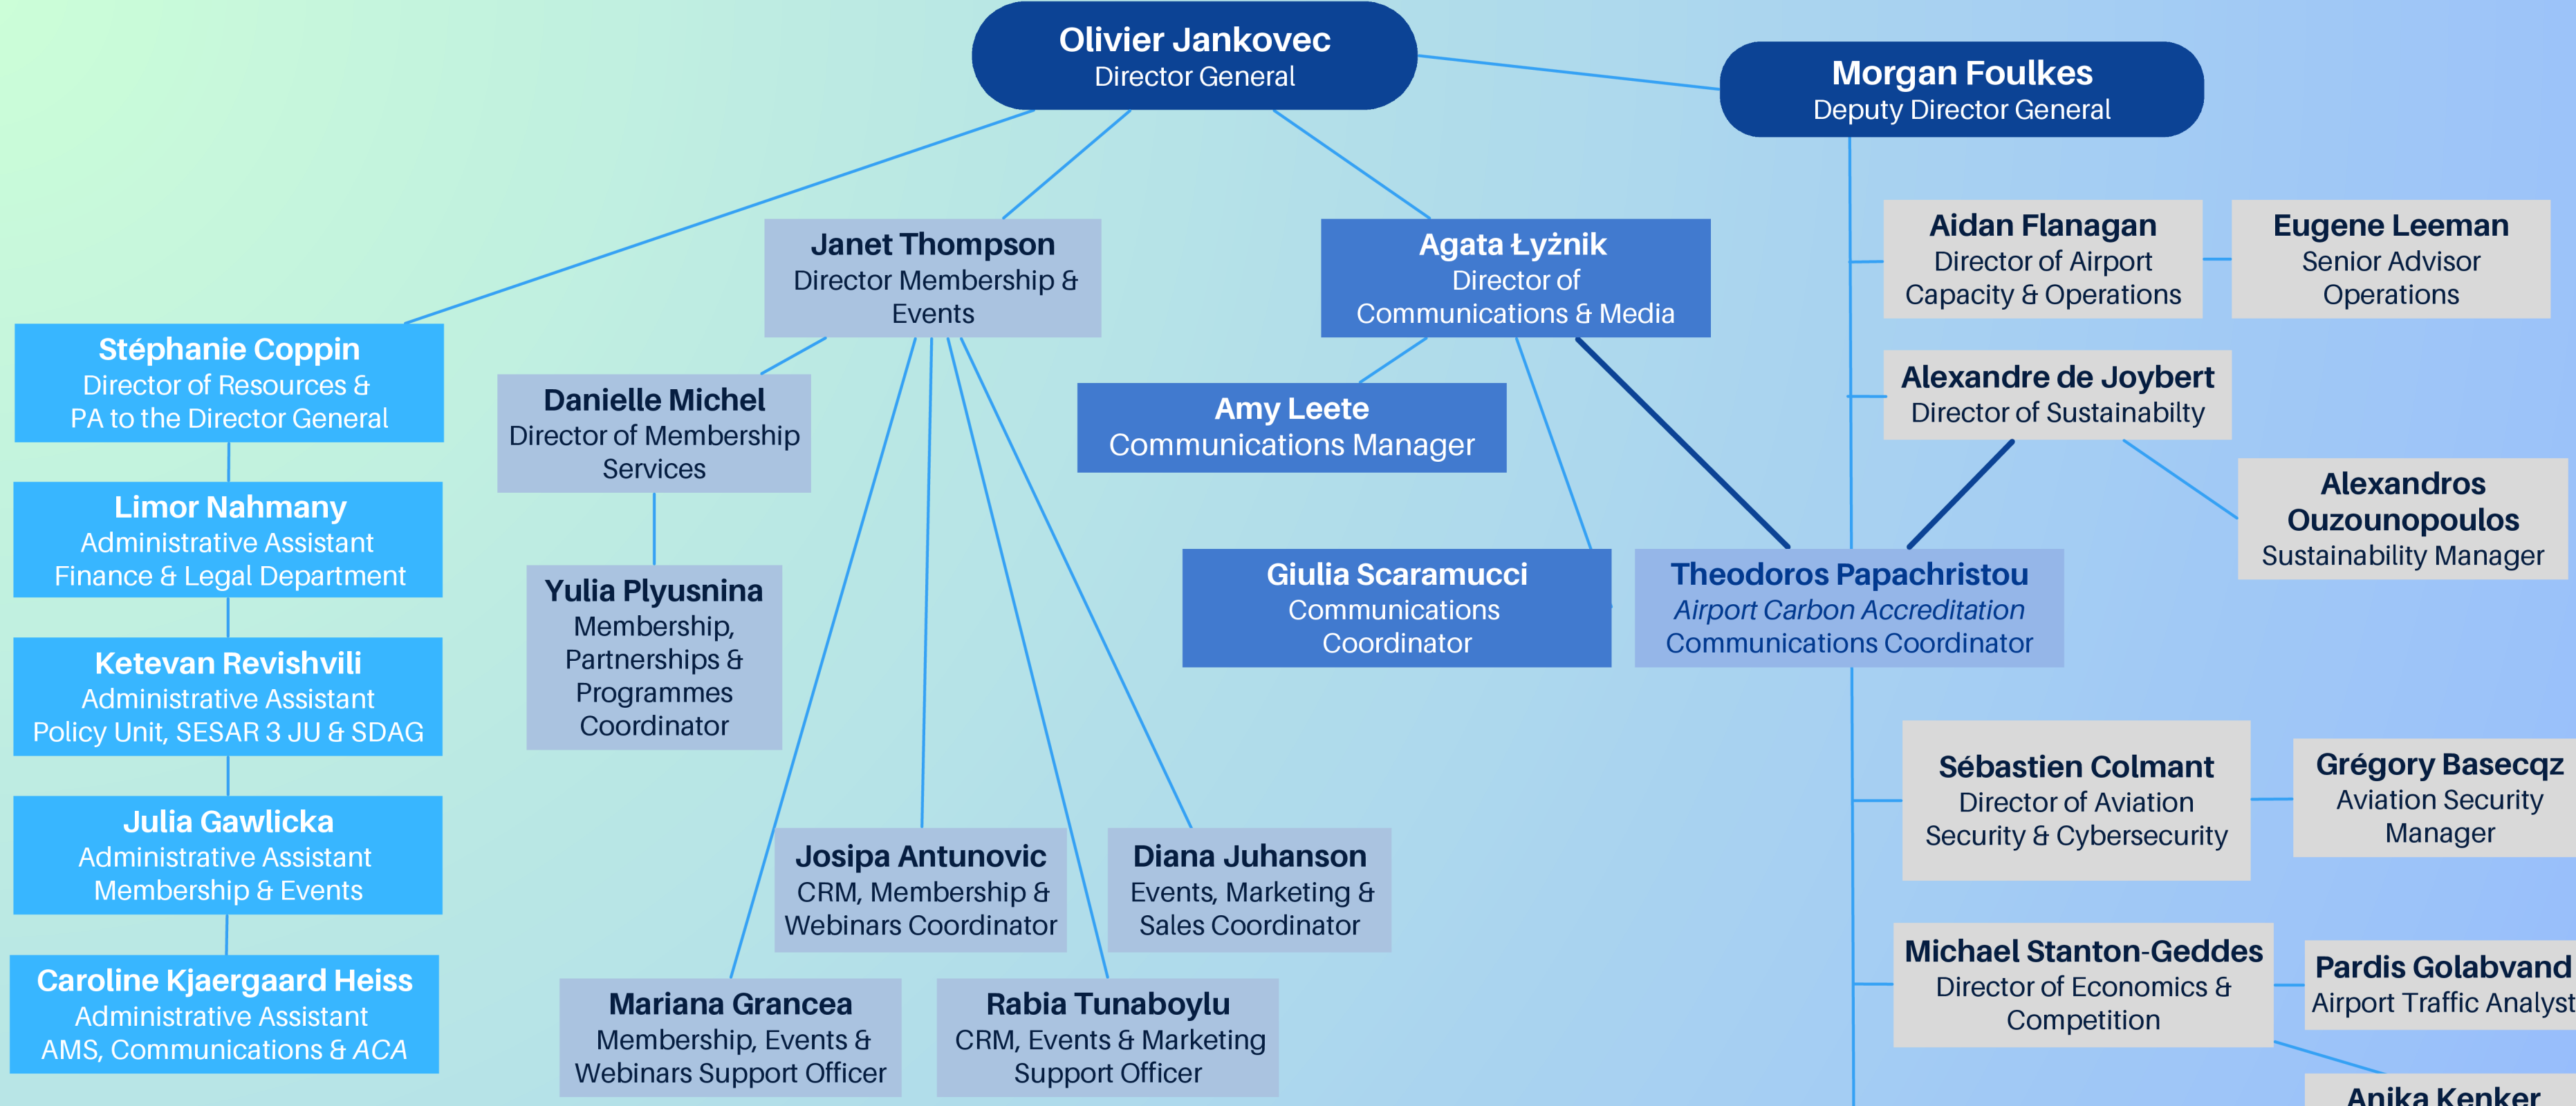 Olivier Jankovec
Director General
Morgan Foulkes
Deputy Director General
Stéphanie Coppin
Director of Resources &
PA to the Director General
Limor Nahmany
Administrative Assistant
Finance & Legal Department
Ketevan Revishvili
Administrative Assistant
Policy Unit, SESAR 3 JU & SDAG
Julia Gawlicka
Administrative Assistant
Membership & Events
Caroline Kjaergaard Heiss
Administrative Assistant
AMS, Communications & ACA
Janet Thompson
Director Membership &
Events
Danielle Michel
Director of Membership
Services
Yulia Plyusnina
Membership,
Partnerships &
Programmes
Coordinator
Josipa Antunovic
CRM, Membership &
Webinars Coordinator
Diana Juhanson
Events, Marketing &
Sales Coordinator
Mariana Grancea
Membership, Events &
Webinars Support Officer
Rabia Tunaboylu
CRM, Events & Marketing
Support Officer
Agata Łyżnik
Director of
Communications & Media
Amy Leete
Communications Manager
Giulia Scaramucci
Communications
Coordinator
Theodoros Papachristou
Airport Carbon Accreditation
Communications Coordinator
Aidan Flanagan
Director of Airport
Capacity & Operations
Eugene Leeman
Senior Advisor
Operations
Alexandre de Joybert
Director of Sustainabilty
Alexandros
Ouzounopoulos
Sustainability Manager
Sébastien Colmant
Director of Aviation
Security & Cybersecurity
Grégory Basecqz
Aviation Security
Manager
Michael Stanton-Geddes
Director of Economics &
Competition
Pardis Golabvand
Airport Traffic Analyst
Anika Kenker